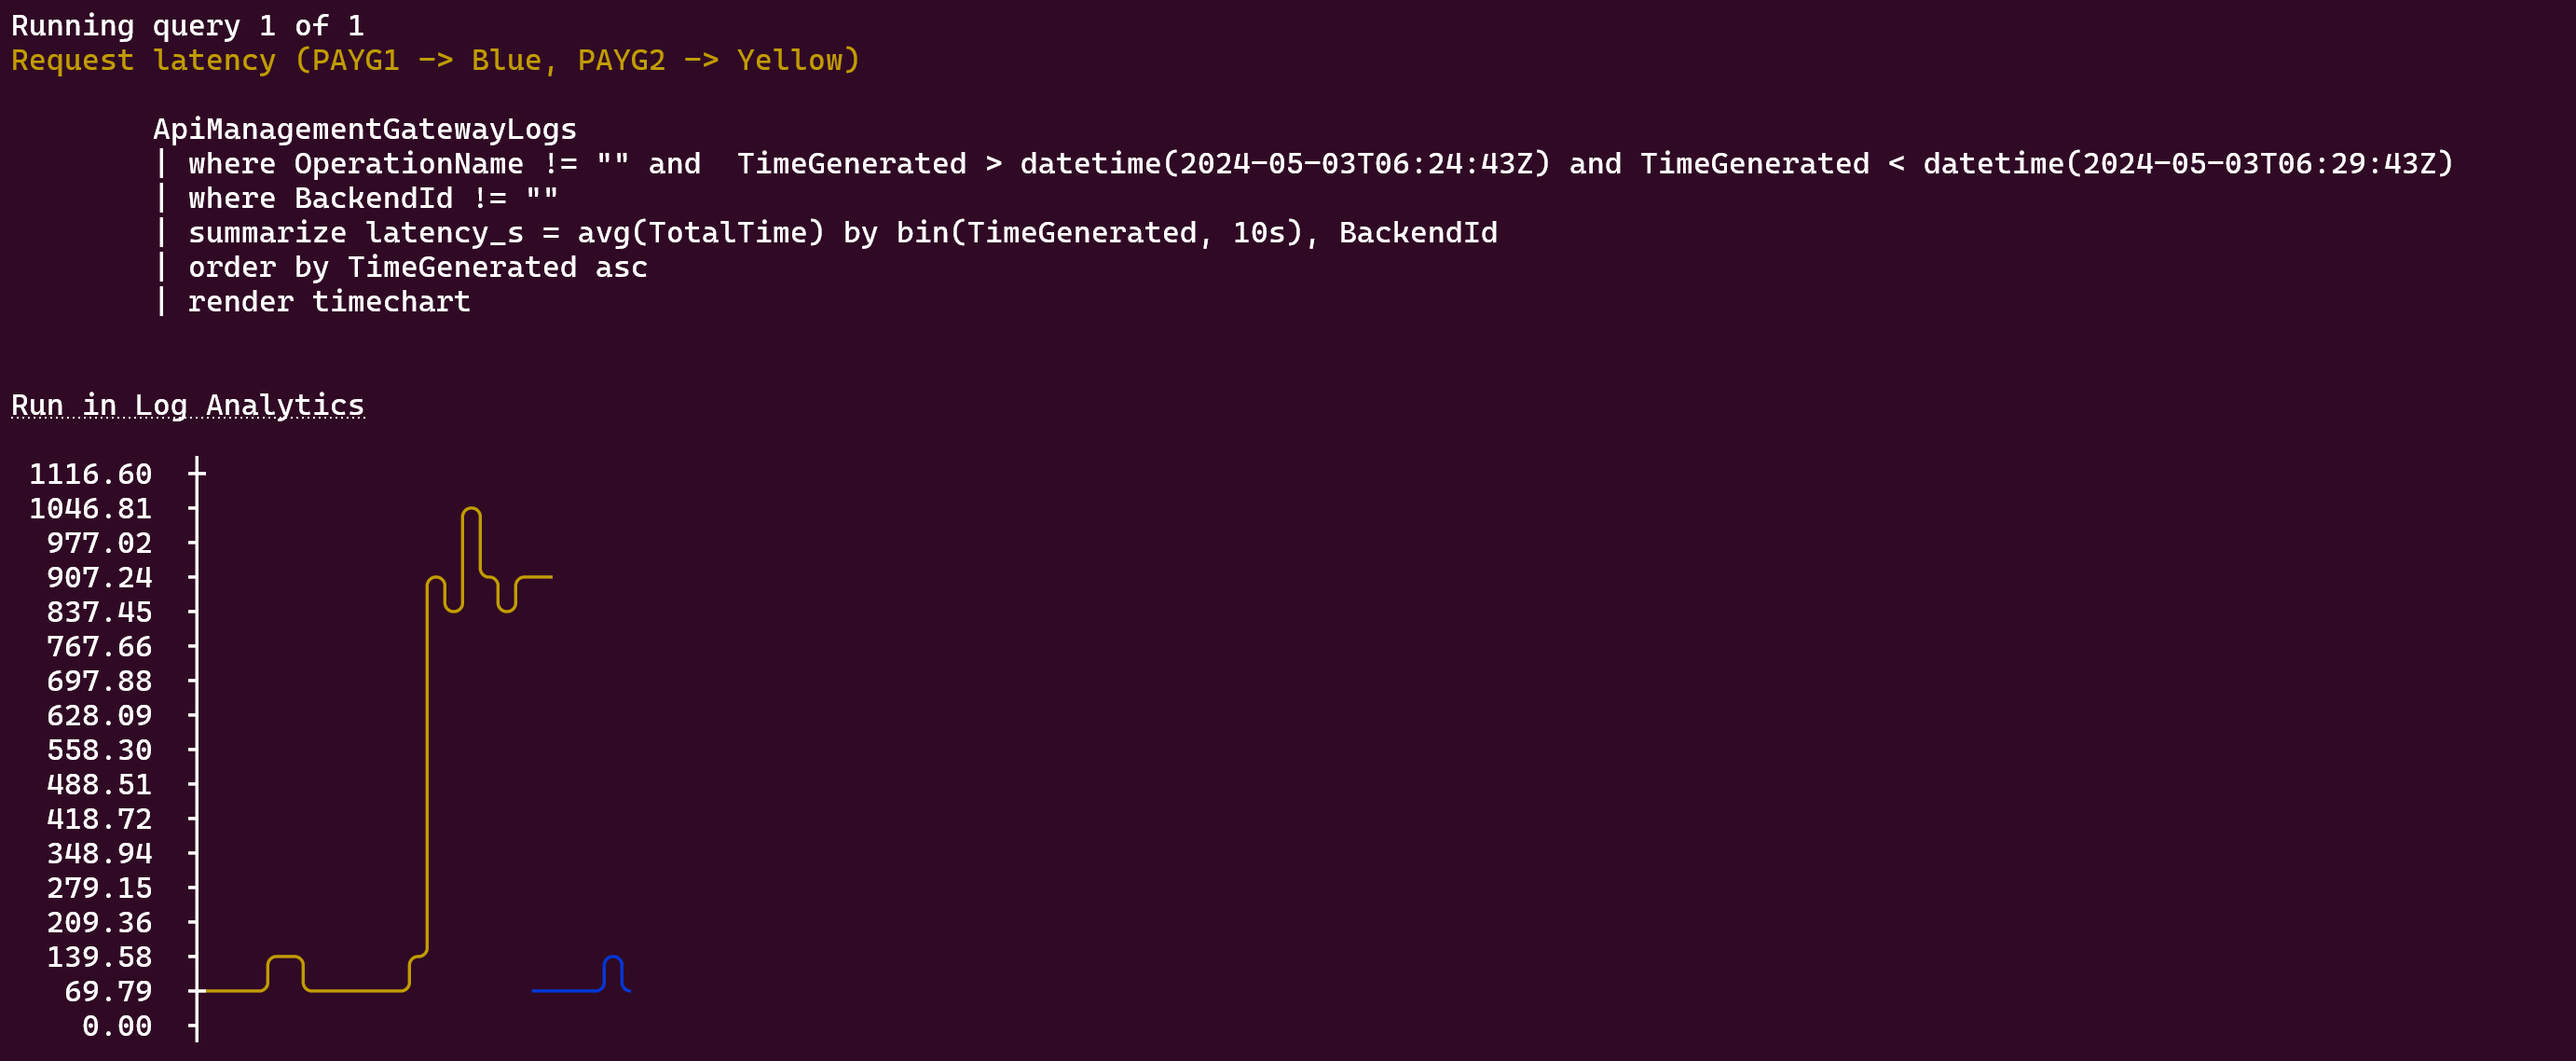 Running query 1 of 1
Request latency (PAYG1 -> Blue, PAYG2 -> Yellow)
ApiManagementGatewayLogs
| where OperationName != "" and  TimeGenerated > datetime(2024-05-03T06:24:43Z) and TimeGenerated < datetime(2024-05-03T06:29:43Z)
| where BackendId != ""
| summarize latency_s = avg(TotalTime) by bin(TimeGenerated, 10s), BackendId
| order by TimeGenerated asc
| render timechart
Run in Log Analytics
1116.60
1046.81
977.02
907.24
837.45
767.66
697.88
628.09
558.30
488.51
418.72
348.94
279.15
209.36
139.58
69.79
0.00